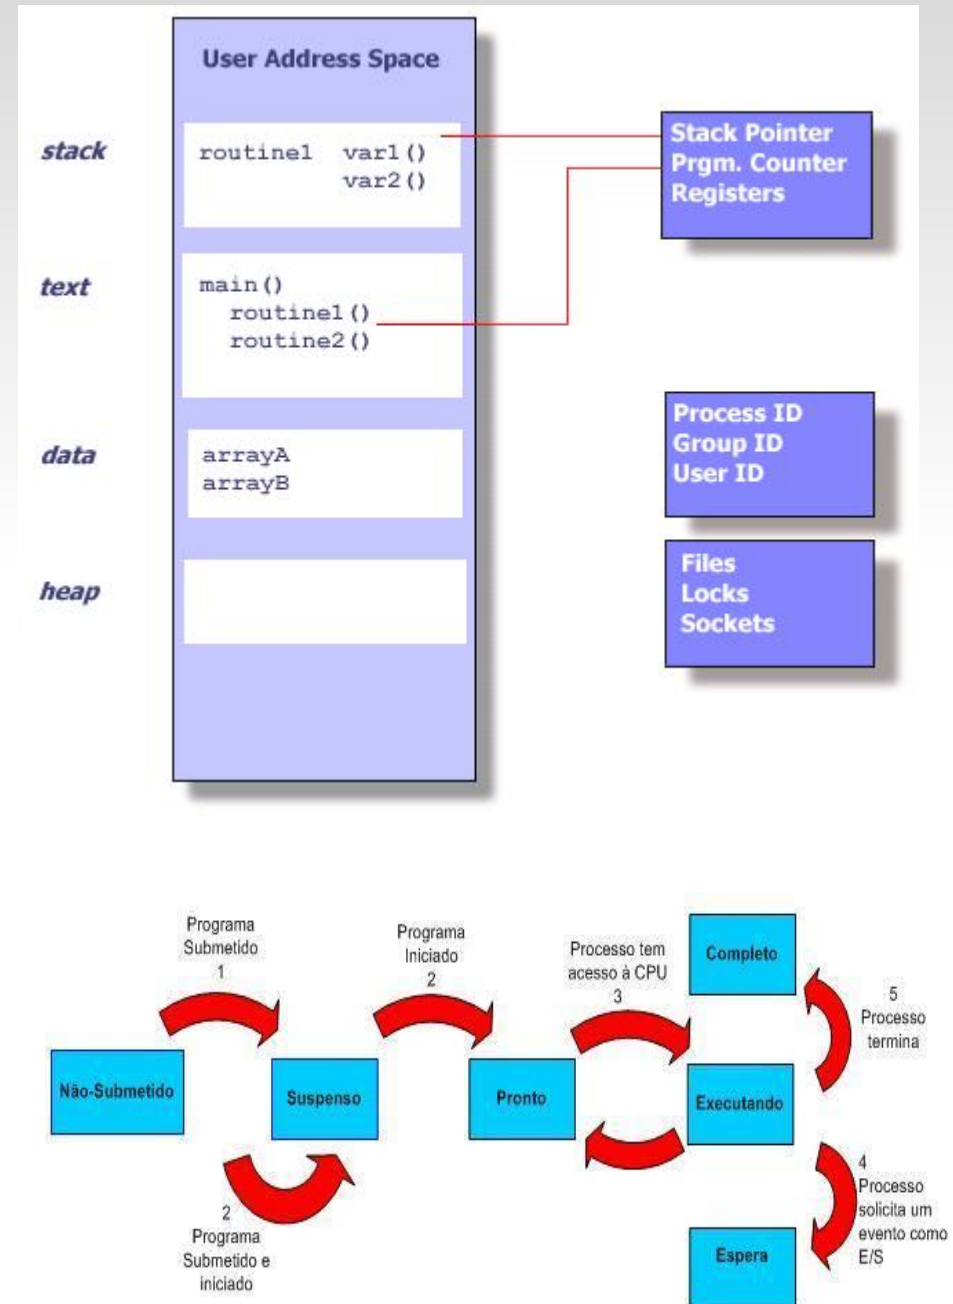 User Address Space
stack
routine1 var1()
var2()
Stack Pointer
Prgm. Counter
Registers
text
main()
routine1()
routine2()
data
arrayA
arrayB
Process ID
Group ID
User ID
heap
Files
Locks
Sockets
Programa
Submetido
1
Programa
Iniciado
2
Processo tem
acesso à CPU
3
Completo
5
Processo
termina
Não-Submetido
Suspenso
Pronto
Executando
2
Programa
Submetido e
iniciado
4
Processo
solicita um
evento como
E/S
Espera